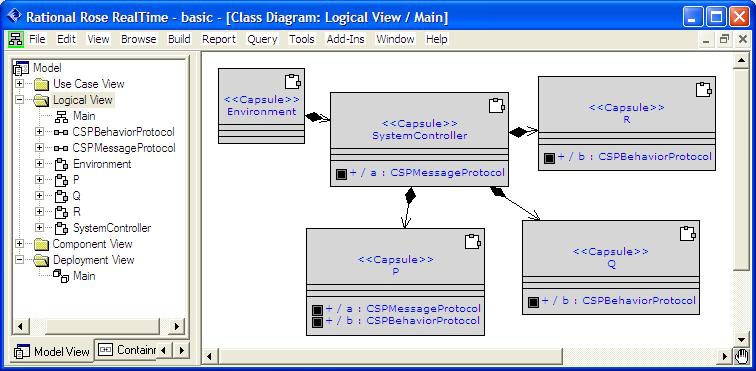 Rational Rose RealTime - basic - [Class Diagram: Logical View / Main]
File Edit View Browse Build Report Query Tools Add-Ins Window Help
Model
Use Case View
Logical View
Main
CSPBehaviorProtocol
CSPMessageProtocol
Environment
P
Q
R
SystemController
Component View
Deployment View
Main
Model View
Containm
<<Capsule>>
Environment
<<Capsule>>
SystemController
+ / a : CSPMessageProtocol
<<Capsule>>
R
+ / b : CSPBehaviorProtocol
<<Capsule>>
P
+ / a : CSPMessageProtocol
+ / b : CSPBehaviorProtocol
<<Capsule>>
Q
+ / b : CSPBehaviorProtocol